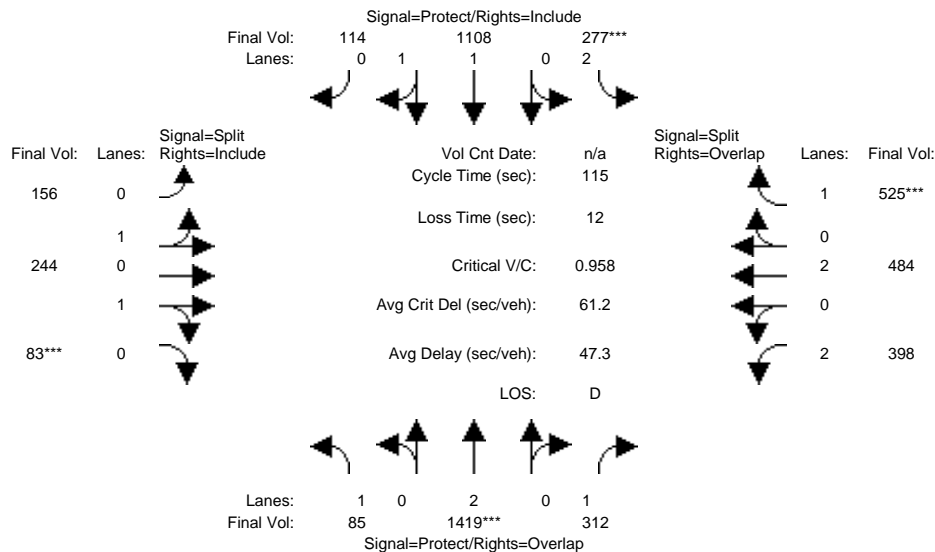 Signal=Protect/Rights=Include
Final Vol: 114 1108 277***
Lanes: 0 1 1 0 2
Signal=Split
Final Vol: Lanes: Rights=Include
Vol Cnt Date: n/a
Signal=Split
Rights=Overlap Lanes: Final Vol:
Cycle Time (sec): 115
156 0
1 525***
Loss Time (sec): 12
1
0
244 0
Critical V/C: 0.958
2 484
1
Avg Crit Del (sec/veh): 61.2
0
83*** 0
Avg Delay (sec/veh): 47.3
2 398
LOS: D
Lanes: 1 0 2 0 1
Final Vol: 85 1419*** 312
Signal=Protect/Rights=Overlap